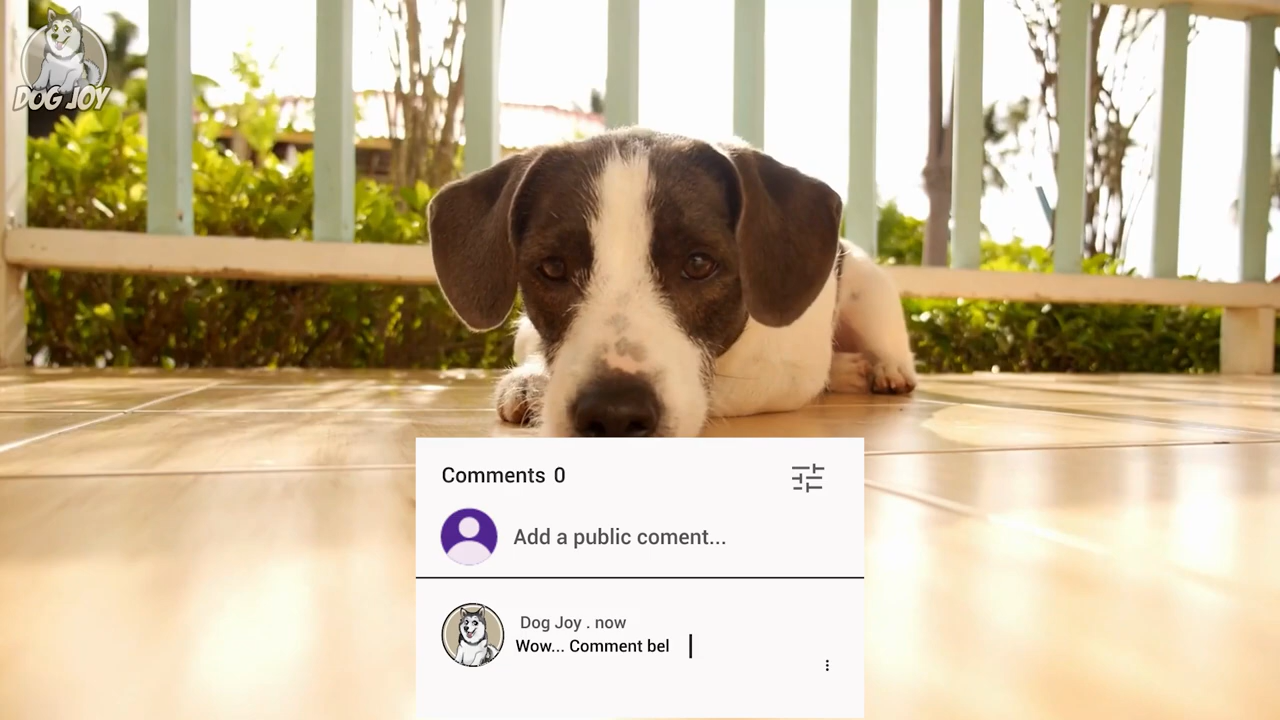 DOG JOY
Comments 0
Add a public coment...
Dog Joy . now
Wow... Comment bel